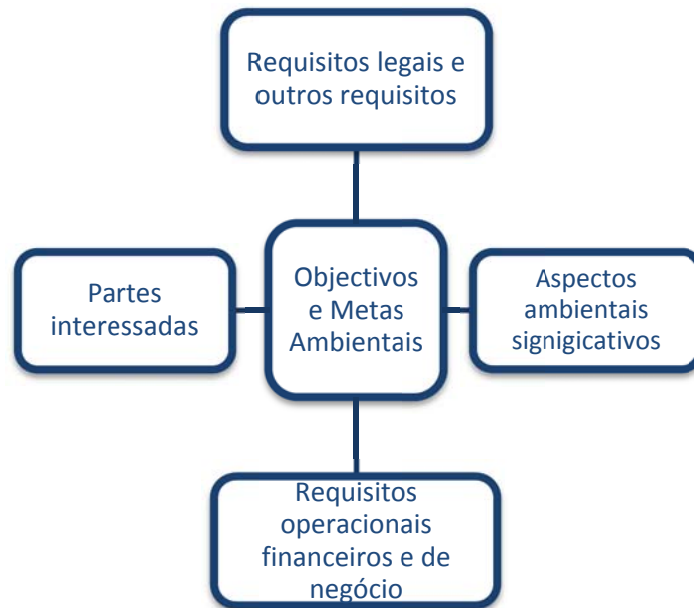 Requisitos legais e
outros requisitos
Partes
interessadas
Objectivos
e Metas
Ambientais
Aspectos
ambientais
signigicativos
Requisitos
operacionais
financeiros e de
negócio